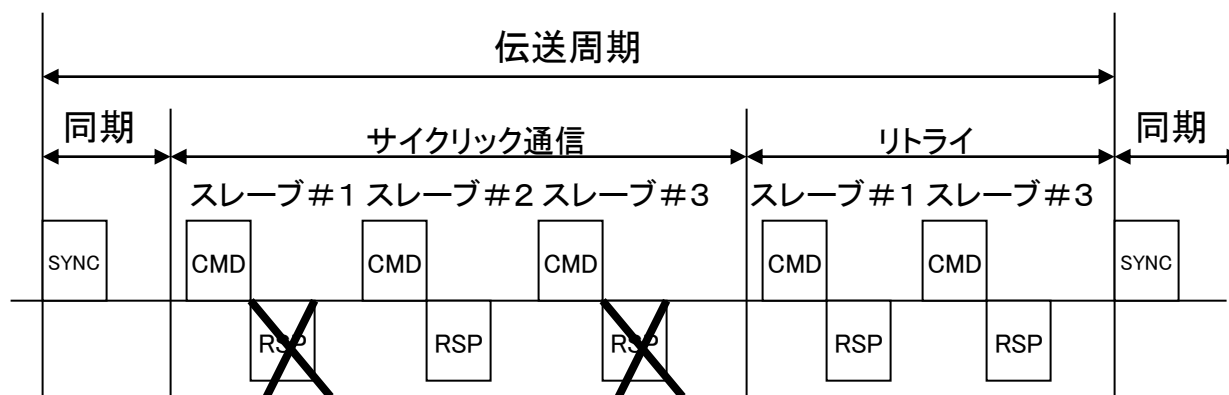 伝送周期
同期 サイクリック通信 リトライ 同期
スレーブ#1 スレーブ#2 スレーブ#3 スレーブ#1 スレーブ#3
SYNC CMD CMD CMD CMD CMD SYNC
RSP RSP RSP RSP RSP